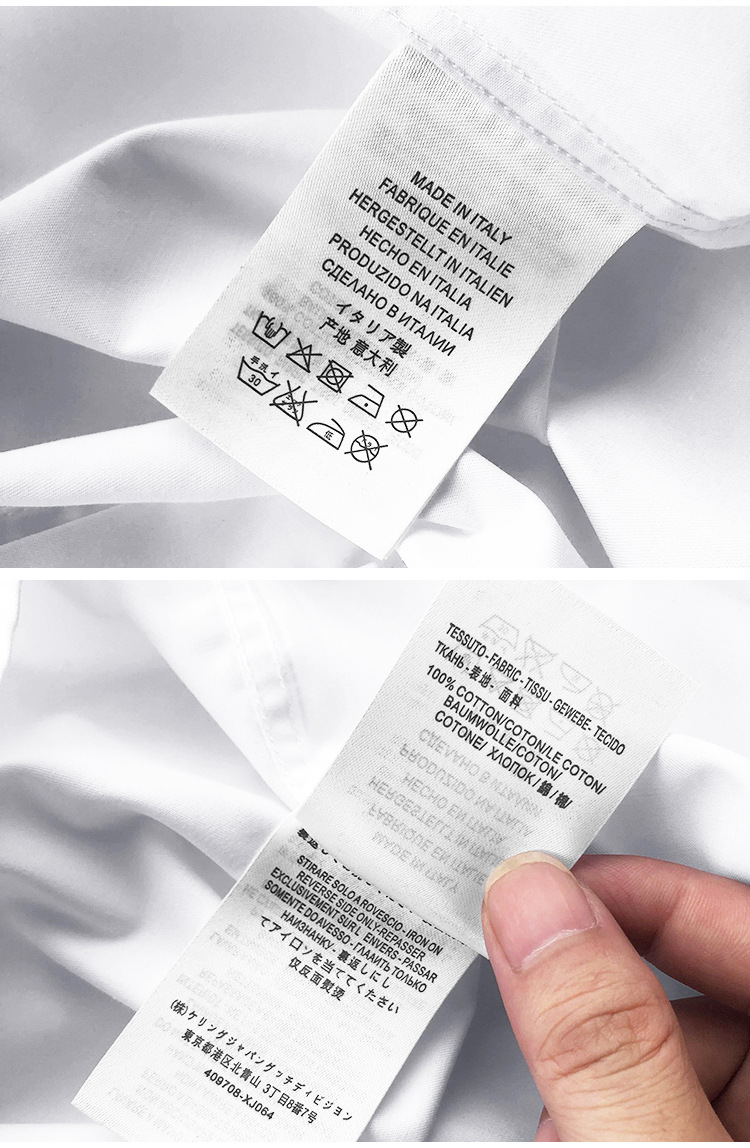 MADE IN ITALY
FABRIQUE EN ITALIE
HERGESTELLT IN ITALIEN
HECHO EN ITALIA
PRODUZIDO NA ITALIA
СДЕЛАНО В ИТАЛИИ
イタリア製
产地 意大利
手洗イ
30
低
TESSUTO - FABRIC - TISSU - GEWEBE- TECIDO
ТКАНЬ - 表地 - 面料
100% COTTON/COTON/LE COTON/
BAUMWOLLE/COTON/
COTONE/ ХЛОПОК / 綿 / 棉/
STIRARE SOLO A ROVESCIO - IRON ON
REVERSE SIDE ONLY-REPASSER
EXCLUSIVEMENT SUR L ENVERS - PASSAR
SOMENTE DDAVESSO - ГЛААИТЬ ТОЛЬКО
НАИЗНАНКУ. 裏返しにし
てアイロンを当ててください
仅反面熨烫
(株)ケリングジャパングッチディビジョン
東京都港区北青山 3丁目8番7号
409708-XJ064